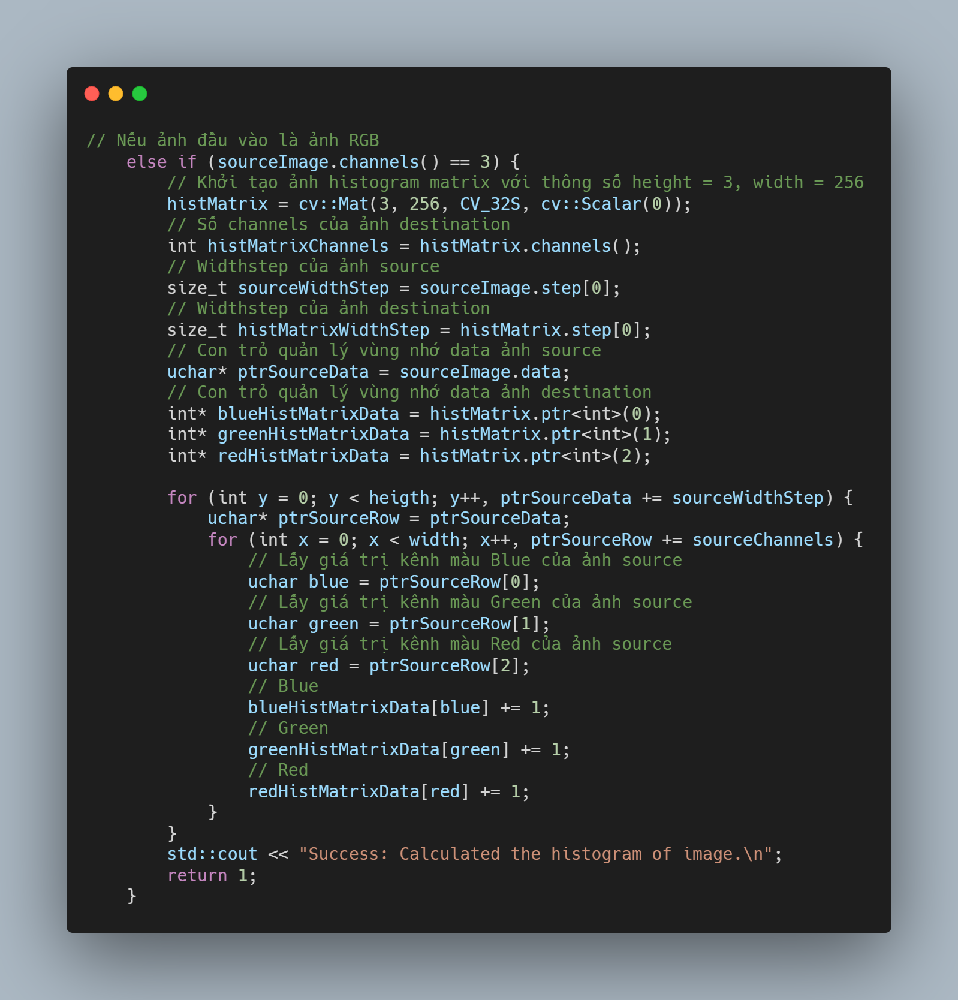 // Nếu ảnh đầu vào là ảnh RGB
    else if (sourceImage.channels() == 3) {
        // Khởi tạo ảnh histogram matrix với thông số height = 3, width = 256
        histMatrix = cv::Mat(3, 256, CV_32S, cv::Scalar(0));
        // Số channels của ảnh destination
        int histMatrixChannels = histMatrix.channels();
        // Widthstep của ảnh source
        size_t sourceWidthStep = sourceImage.step[0];
        // Widthstep của ảnh destination
        size_t histMatrixWidthStep = histMatrix.step[0];
        // Con trỏ quản lý vùng nhớ data ảnh source
        uchar* ptrSourceData = sourceImage.data;
        // Con trỏ quản lý vùng nhớ data ảnh destination
        int* blueHistMatrixData = histMatrix.ptr<int>(0);
        int* greenHistMatrixData = histMatrix.ptr<int>(1);
        int* redHistMatrixData = histMatrix.ptr<int>(2);

        for (int y = 0; y < heigth; y++, ptrSourceData += sourceWidthStep) {
            uchar* ptrSourceRow = ptrSourceData;
            for (int x = 0; x < width; x++, ptrSourceRow += sourceChannels) {
                // Lấy giá trị kênh màu Blue của ảnh source
                uchar blue = ptrSourceRow[0];
                // Lấy giá trị kênh màu Green của ảnh source
                uchar green = ptrSourceRow[1];
                // Lấy giá trị kênh màu Red của ảnh source
                uchar red = ptrSourceRow[2];
                // Blue
                blueHistMatrixData[blue] += 1;
                // Green
                greenHistMatrixData[green] += 1;
                // Red
                redHistMatrixData[red] += 1;
            }
        }
        std::cout << "Success: Calculated the histogram of image.\n";
        return 1;
    }